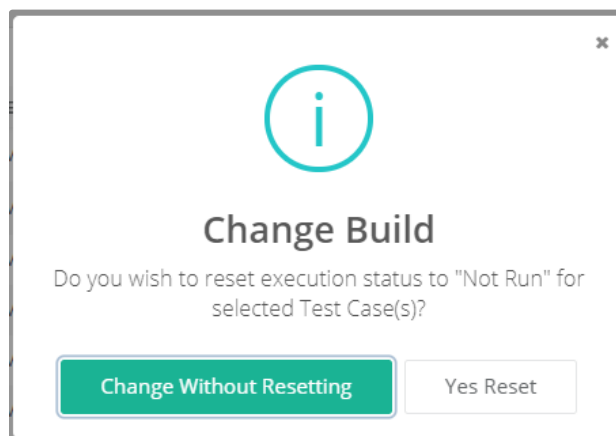 Change Build
Do you wish to reset execution status to "Not Run" for
selected Test Case(s)?
Change Without Resetting
Yes Reset